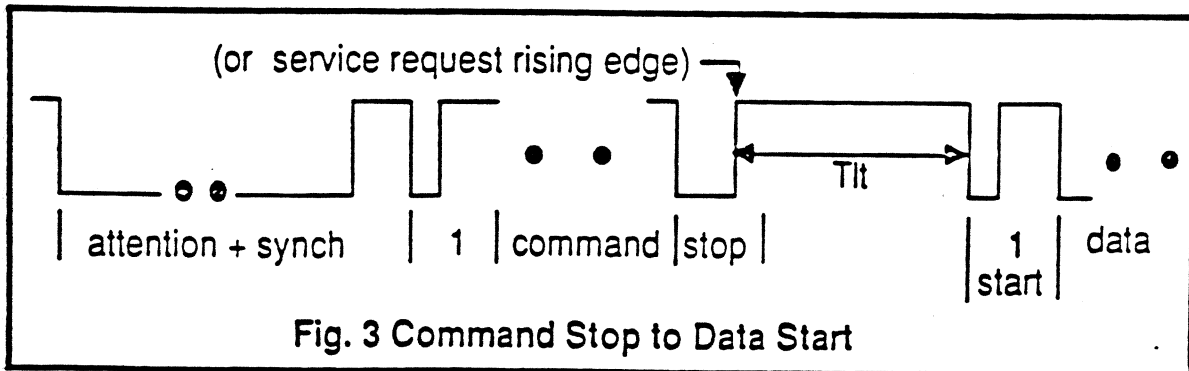 (or service request rising edge)
Tlt
attention + synch
1
command
stop
1
start
data
Fig. 3 Command Stop to Data Start